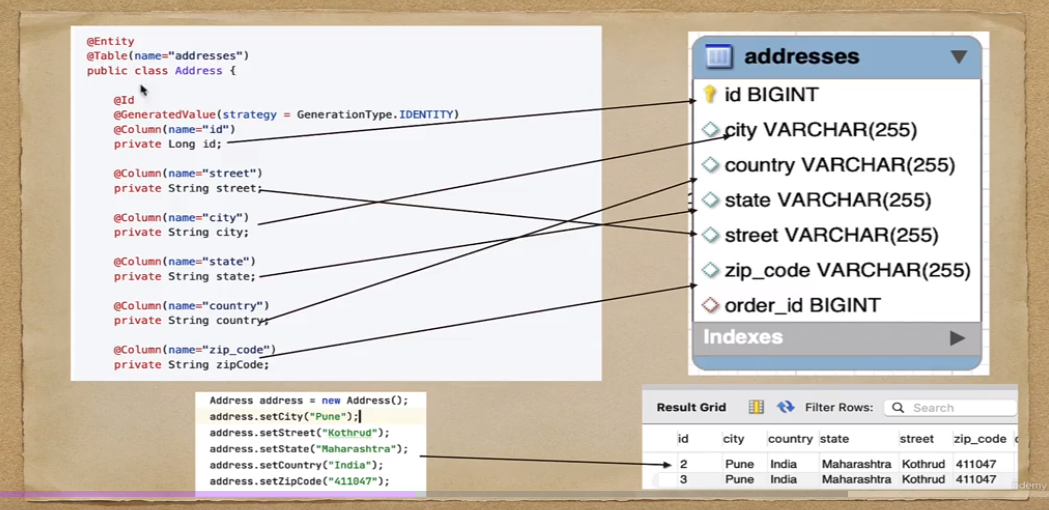 @Entity
@Table(name="addresses")
public class Address {
@Id
@GeneratedValue(strategy = GenerationType.IDENTITY)
@Column(name="id")
private Long id;
@Column(name="street")
private String street;
@Column(name="city")
private String city;
@Column(name="state")
private String state;
@Column(name="country")
private String country;
@Column(name="zip_code")
private String zipCode;
addresses
id BIGINT
city VARCHAR(255)
country VARCHAR(255)
state VARCHAR(255)
street VARCHAR(255)
zip_code VARCHAR(255)
order_id BIGINT
Indexes
Address address = new Address();
address.setCity("Pune");
address.setStreet("Kothrud");
address.setState("Maharashtra");
address.setCountry("India");
address.setZipCode("411047");
Result Grid Filter Rows: Search
id city country state street zip_code
2 Pune India Maharashtra Kothrud 411047
3 Pune India Maharashtra Kothrud 411047